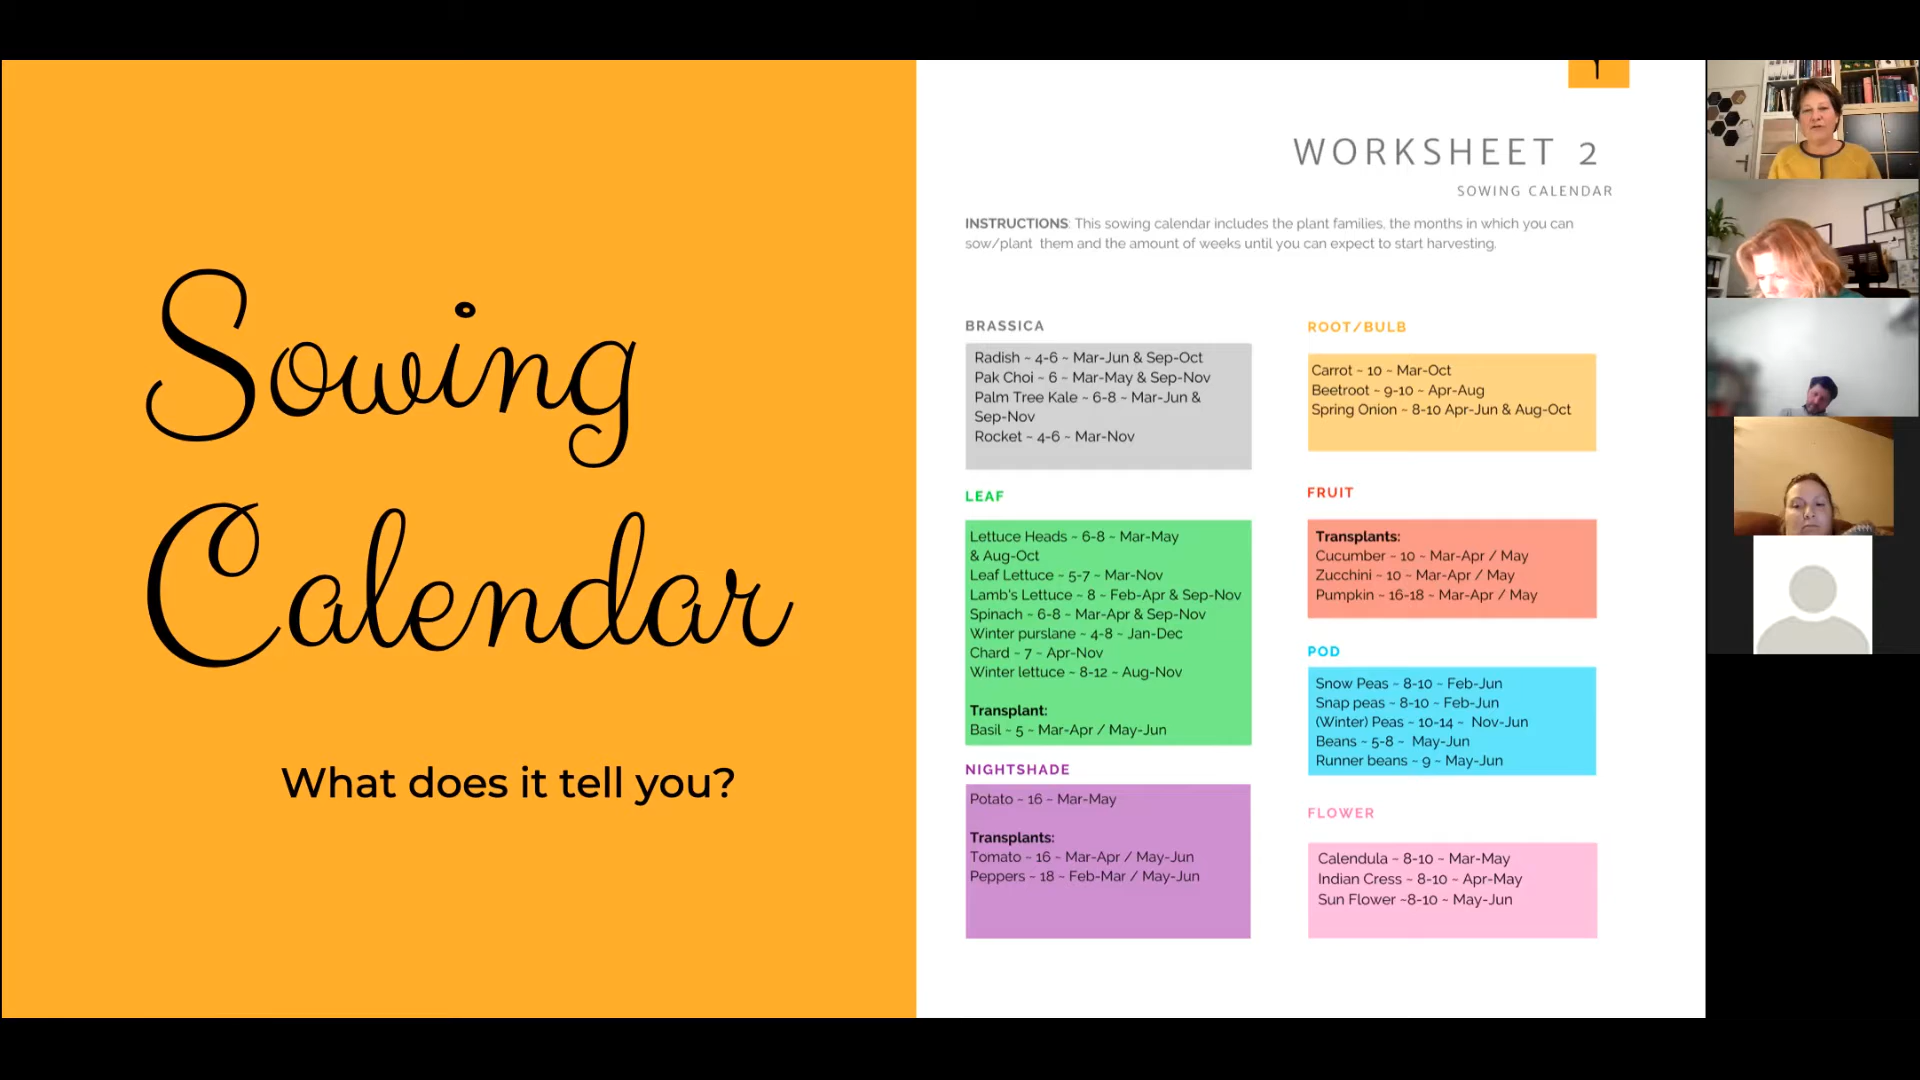 Sowing
Calendar
What does it tell you?
WORKSHEET 2
SOWING CALENDAR
INSTRUCTIONS: This sowing calendar includes the plant families, the months in which you can
sow/plant them and the amount of weeks until you can expect to start harvesting.
BRASSICA
Radish ~ 4-6 ~ Mar-Jun & Sep-Oct
Pak Choi ~ 6 ~ Mar-May & Sep-Nov
Palm Tree Kale ~ 6-8 ~ Mar-Jun &
Sep-Nov
Rocket ~ 4-6 ~ Mar-Nov
LEAF
Lettuce Heads ~ 6-8 ~ Mar-May
& Aug-Oct
Leaf Lettuce ~ 5-7 ~ Mar-Nov
Lamb's Lettuce ~ 8 ~ Feb-Apr & Sep-Nov
Spinach ~ 6-8 ~ Mar-Apr & Sep-Nov
Winter purslane ~ 4-8 ~ Jan-Dec
Chard ~ 7 ~ Apr-Nov
Winter lettuce ~ 8-12 ~ Aug-Nov
Transplant:
Basil ~ 5 ~ Mar-Apr / May-Jun
NIGHTSHADE
Potato ~ 16 ~ Mar-May
Transplants:
Tomato ~ 16 ~ Mar-Apr / May-Jun
Peppers ~ 18 ~ Feb-Mar / May-Jun
ROOT/BULB
Carrot ~ 10 ~ Mar-Oct
Beetroot ~ 9-10 ~ Apr-Aug
Spring Onion ~ 8-10 Apr-Jun & Aug-Oct
FRUIT
Transplants:
Cucumber ~ 10 ~ Mar-Apr / May
Zucchini ~ 10 ~ Mar-Apr / May
Pumpkin ~ 16-18 ~ Mar-Apr / May
POD
Snow Peas ~ 8-10 ~ Feb-Jun
Snap peas ~ 8-10 ~ Feb-Jun
(Winter) Peas ~ 10-14 ~ Nov-Jun
Beans ~ 5-8 ~ May-Jun
Runner beans ~ 9 ~ May-Jun
FLOWER
Calendula ~ 8-10 ~ Mar-May
Indian Cress ~ 8-10 ~ Apr-May
Sun Flower ~8-10 ~ May-Jun